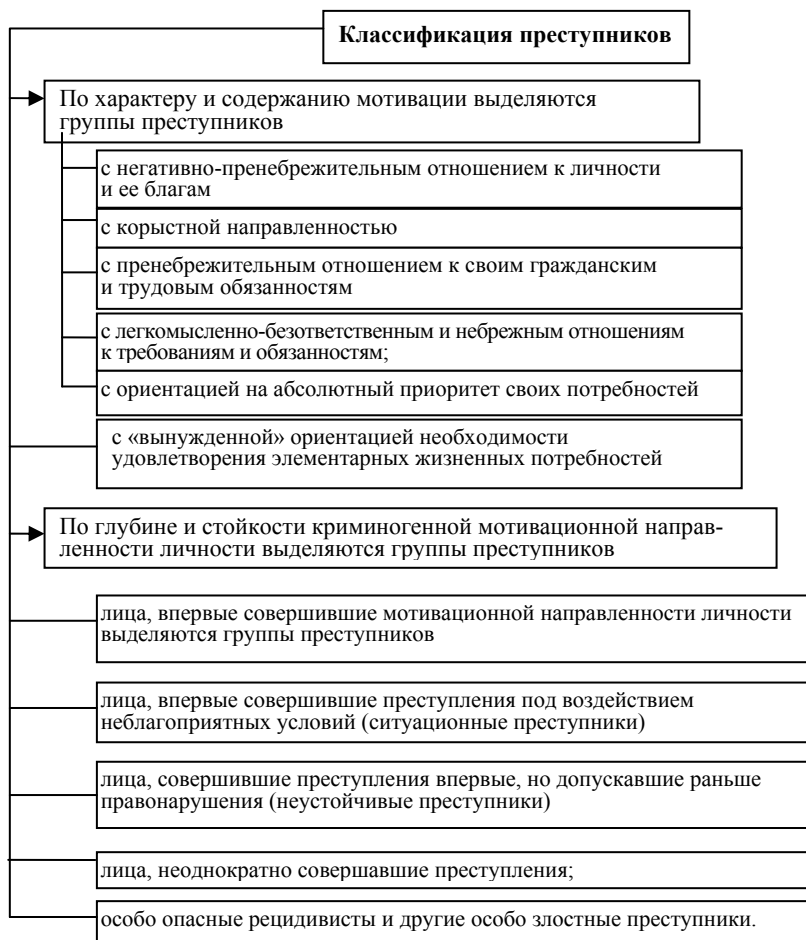 Классификация преступников
По характеру и содержанию мотивации выделяются
группы преступников
с негативно-пренебрежительным отношением к личности
и ее благам
с корыстной направленностью
с пренебрежительным отношением к своим гражданским
и трудовым обязанностям
с легкомысленно-безответственным и небрежным отношениям
к требованиям и обязанностям;
с ориентацией на абсолютный приоритет своих потребностей
с «вынужденной» ориентацией необходимости
удовлетворения элементарных жизненных потребностей
По глубине и стойкости криминогенной мотивационной направ-
ленности личности выделяются группы преступников
лица, впервые совершившие мотивационной направленности личности
выделяются группы преступников
лица, впервые совершившие преступления под воздействием
неблагоприятных условий (ситуационные преступники)
лица, совершившие преступления впервые, но допускавшие раньше
правонарушения (неустойчивые преступники)
лица, неоднократно совершавшие преступления;
особо опасные рецидивисты и другие особо злостные преступники.